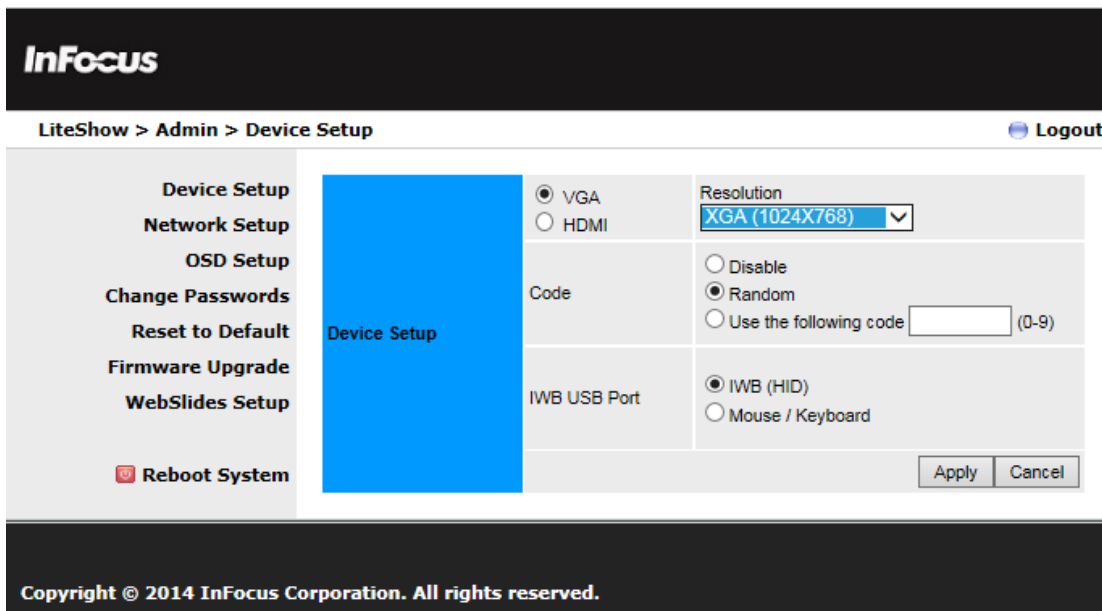 InFocus
LiteShow > Admin > Device Setup
Logout
Device Setup
Network Setup
OSD Setup
Change Passwords
Reset to Default
Firmware Upgrade
WebSlides Setup
Reboot System
Device Setup
VGA
HDMI
Resolution
XGA (1024X768)
Code
Disable
Random
Use the following code (0-9)
IWB USB Port
IWB (HID)
Mouse / Keyboard
Apply Cancel
Copyright © 2014 InFocus Corporation. All rights reserved.